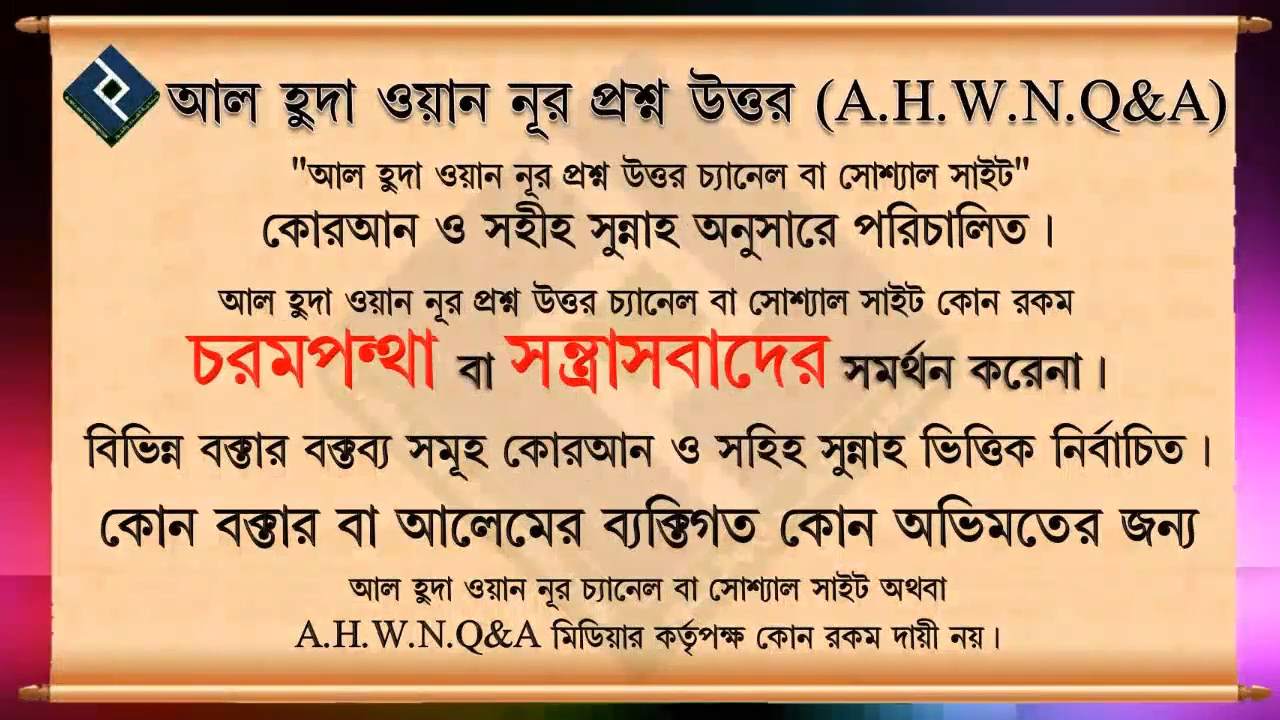 আল হুদা ওয়ান নূর প্রশ্ন উত্তর (A.H.W.N.Q&A)
"আল হুদা ওয়ান নূর প্রশ্ন উত্তর চ্যানেল বা সোশ্যাল সাইট"
কোরআন ও সহীহ সুন্নাহ অনুসারে পরিচালিত।
আল হুদা ওয়ান নূর প্রশ্ন উত্তর চ্যানেল বা সোশ্যাল সাইট কোন রকম
চরমপন্থা বা সন্ত্রাসবাদের সমর্থন করেনা।
বিভিন্ন বক্তার বক্তব্য সমূহ কোরআন ও সহিহ সুন্নাহ ভিত্তিক নির্বাচিত।
কোন বক্তার বা আলেমের ব্যক্তিগত কোন অভিমতের জন্য
আল হুদা ওয়ান নূর চ্যানেল বা সোশ্যাল সাইট অথবা
A.H.W.N.Q&A মিডিয়ার কর্তৃপক্ষ কোন রকম দায়ী নয়।